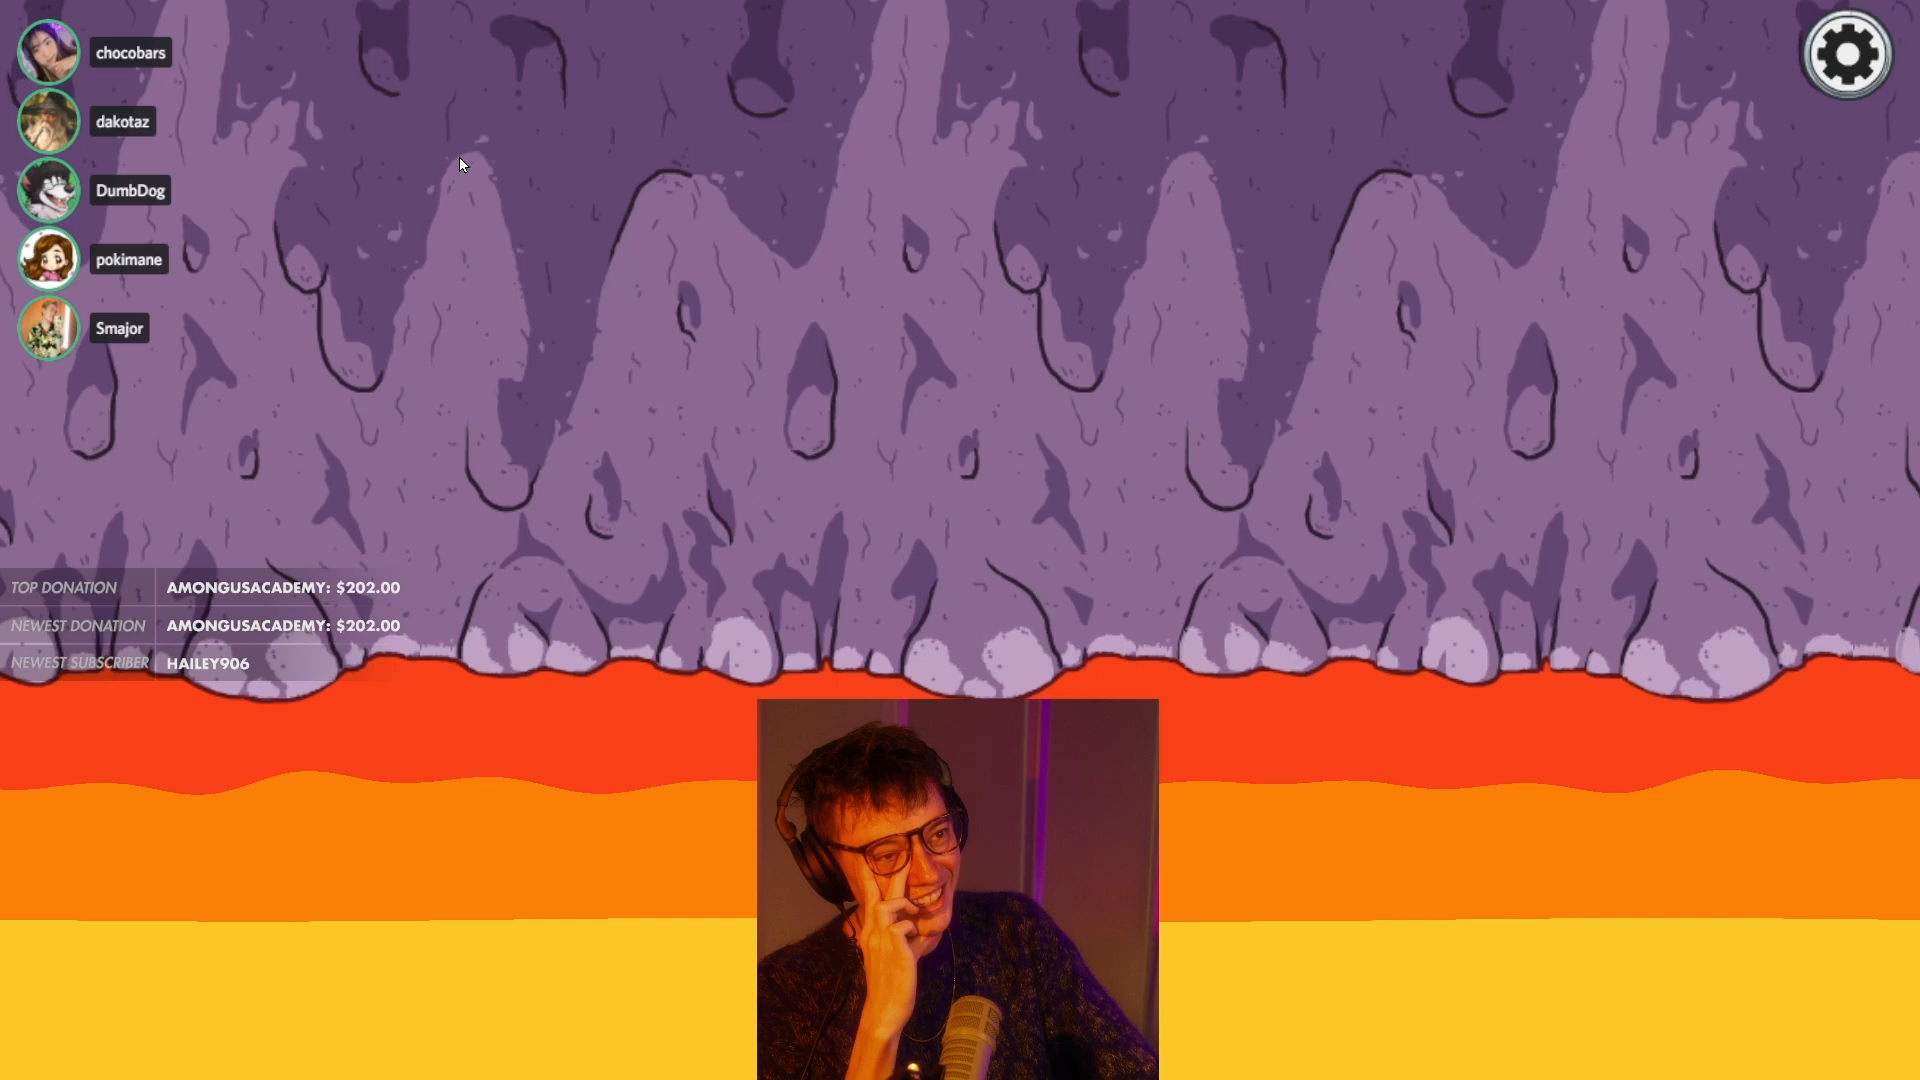 chocobars
dakotaz
DumbDog
pokimane
Smajor
TOP DONATION AMONGUSACADEMY: $202.00
NEWEST DONATION AMONGUSACADEMY: $202.00
NEWEST SUBSCRIBER HAILEY906